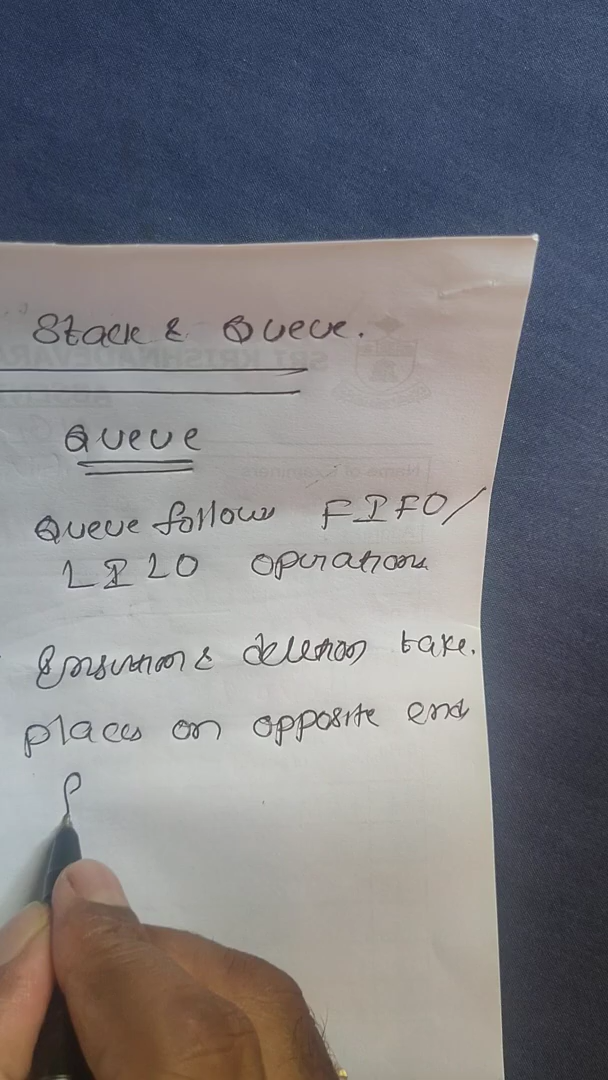 Stack & Queue.
Queue
Queue follow FIFO/
LILO operations
Insertion & deletion take.
places on opposite end